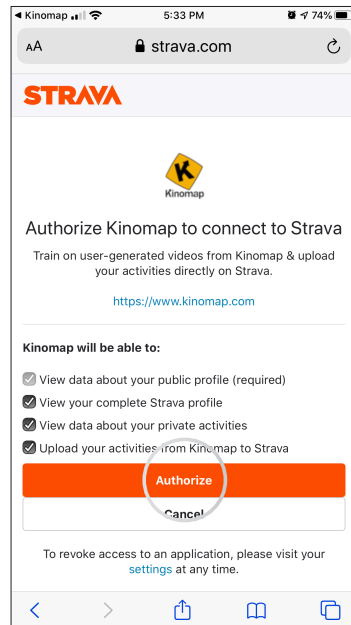 Kinomap 5:33 PM 74%
AA strava.com
STRAVA
Kinomap
Authorize Kinomap to connect to Strava
Train on user-generated videos from Kinomap & upload
your activities directly on Strava.
https://www.kinomap.com
Kinomap will be able to:
View data about your public profile (required)
View your complete Strava profile
View data about your private activities
Upload your activities from Kinomap to Strava
Authorize
Cancel
To revoke access to an application, please visit your
settings at any time.